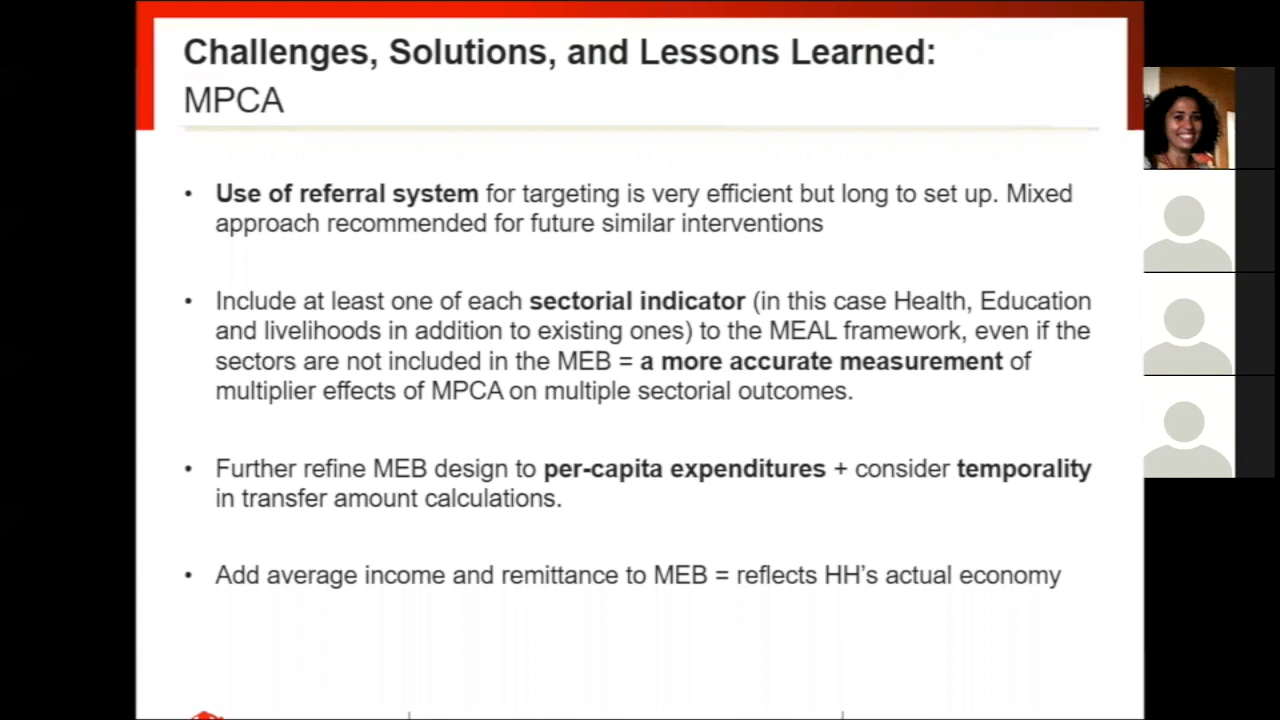 Challenges, Solutions, and Lessons Learned:
MPCA
• Use of referral system for targeting is very efficient but long to set up. Mixed
approach recommended for future similar interventions
• Include at least one of each sectorial indicator (in this case Health, Education
and livelihoods in addition to existing ones) to the MEAL framework, even if the
sectors are not included in the MEB = a more accurate measurement of
multiplier effects of MPCA on multiple sectorial outcomes.
• Further refine MEB design to per-capita expenditures + consider temporality
in transfer amount calculations.
• Add average income and remittance to MEB = reflects HH’s actual economy